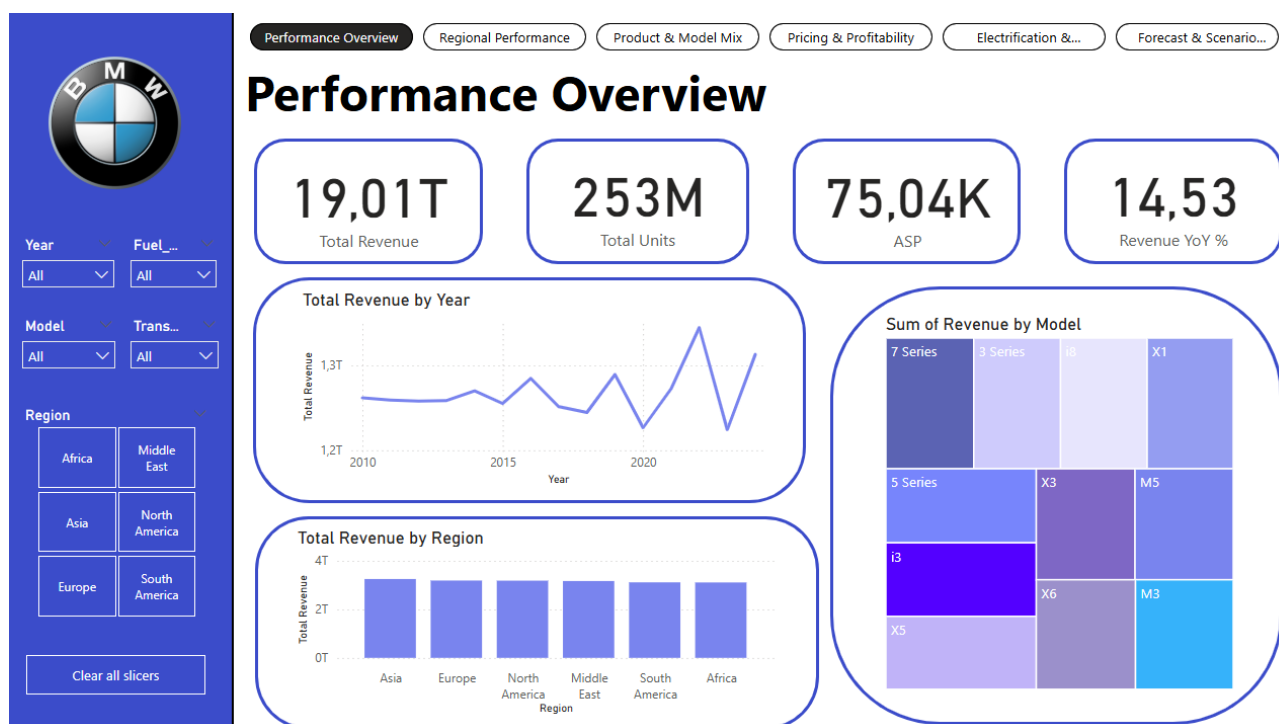 Performance Overview
Regional Performance
Product & Model Mix
Pricing & Profitability
Electrification &...
Forecast & Scenario...
BMW
Performance Overview
19,01T
Total Revenue
253M
Total Units
75,04K
ASP
14,53
Revenue YoY %
Year
Fuel_...
All
All
Model
Trans...
All
All
Region
Africa
Middle
East
Asia
North
America
Europe
South
America
Clear all slicers
Total Revenue by Year
Total Revenue
1,3T
1,2T
2010
2015
2020
Year
Total Revenue by Region
Total Revenue
4T
2T
0T
Asia
Europe
North
America
Middle
East
South
America
Africa
Region
Sum of Revenue by Model
7 Series
3 Series
i8
X1
5 Series
X3
M5
i3
X6
M3
X5